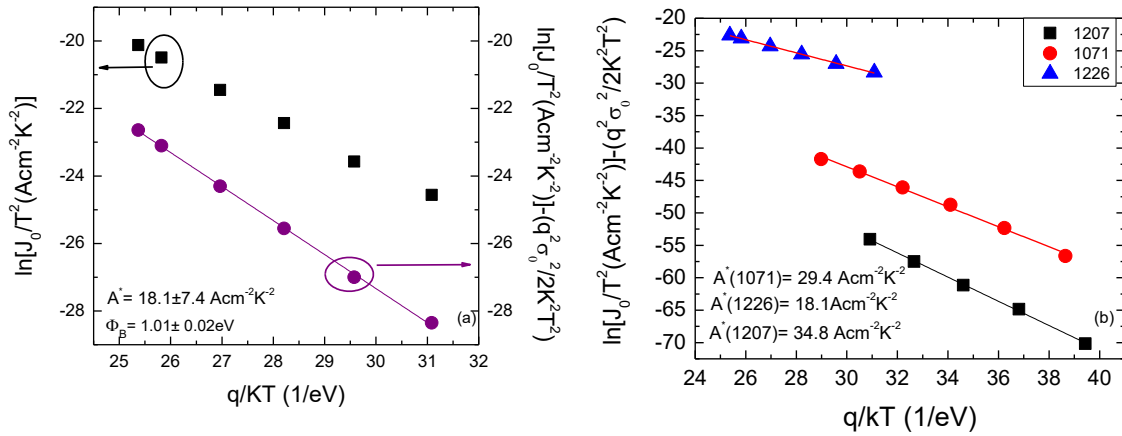 ln[J₀/T²(Acm⁻²K⁻²)]
-20
-22
-24
-26
-28
25 26 27 28 29 30 31 32
q/KT (1/eV)
A*= 18.1±7.4 Acm⁻²K⁻²
Φ_B= 1.01± 0.02eV
(a)
-20
-21
-22
-23
-24
-25
-26
-27
-28
-29
ln[J₀/T²(Acm⁻²K⁻²)]-(q²σ₀²/2K²T²)
ln[J₀/T²(Acm⁻²K⁻²)]-(q²σ₀²/2K²T²)
-20
-25
-30
-35
-40
-45
-50
-55
-60
-65
-70
24 26 28 30 32 34 36 38 40
q/kT (1/eV)
1207
1071
1226
A*(1071)= 29.4 Acm⁻²K⁻²
A*(1226)= 18.1Acm⁻²K⁻²
A*(1207)= 34.8 Acm⁻²K⁻²
(b)